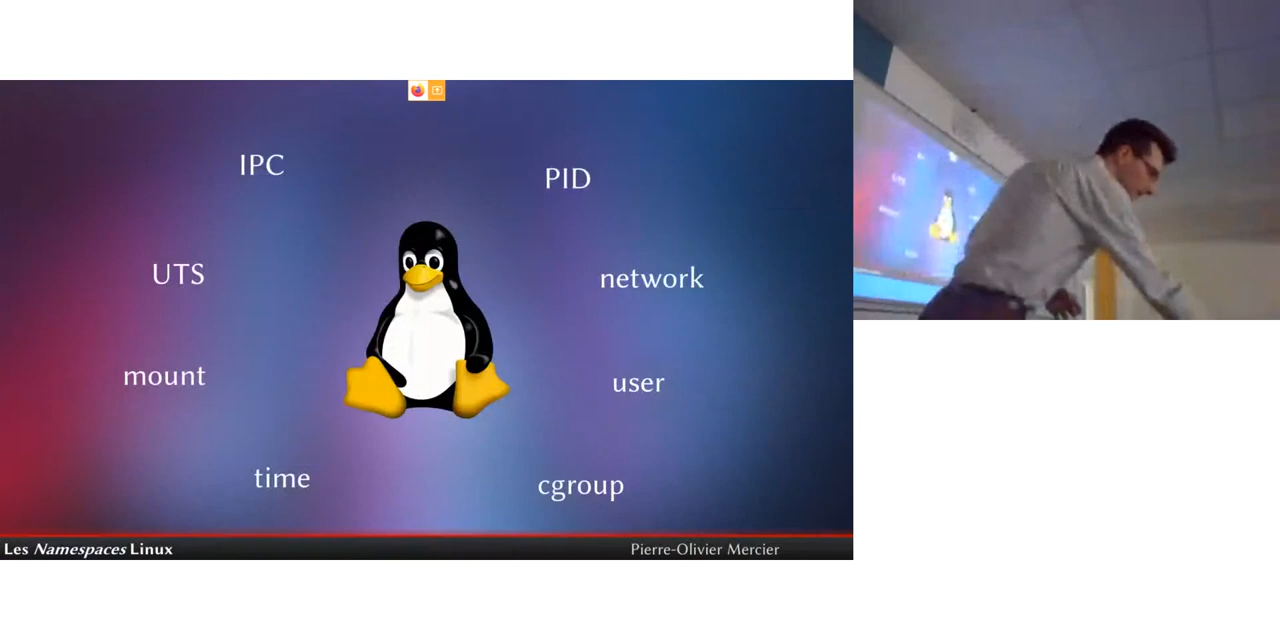 IPC
PID
UTS
network
mount
user
time
cgroup
Les Namespaces Linux
Pierre-Olivier Mercier